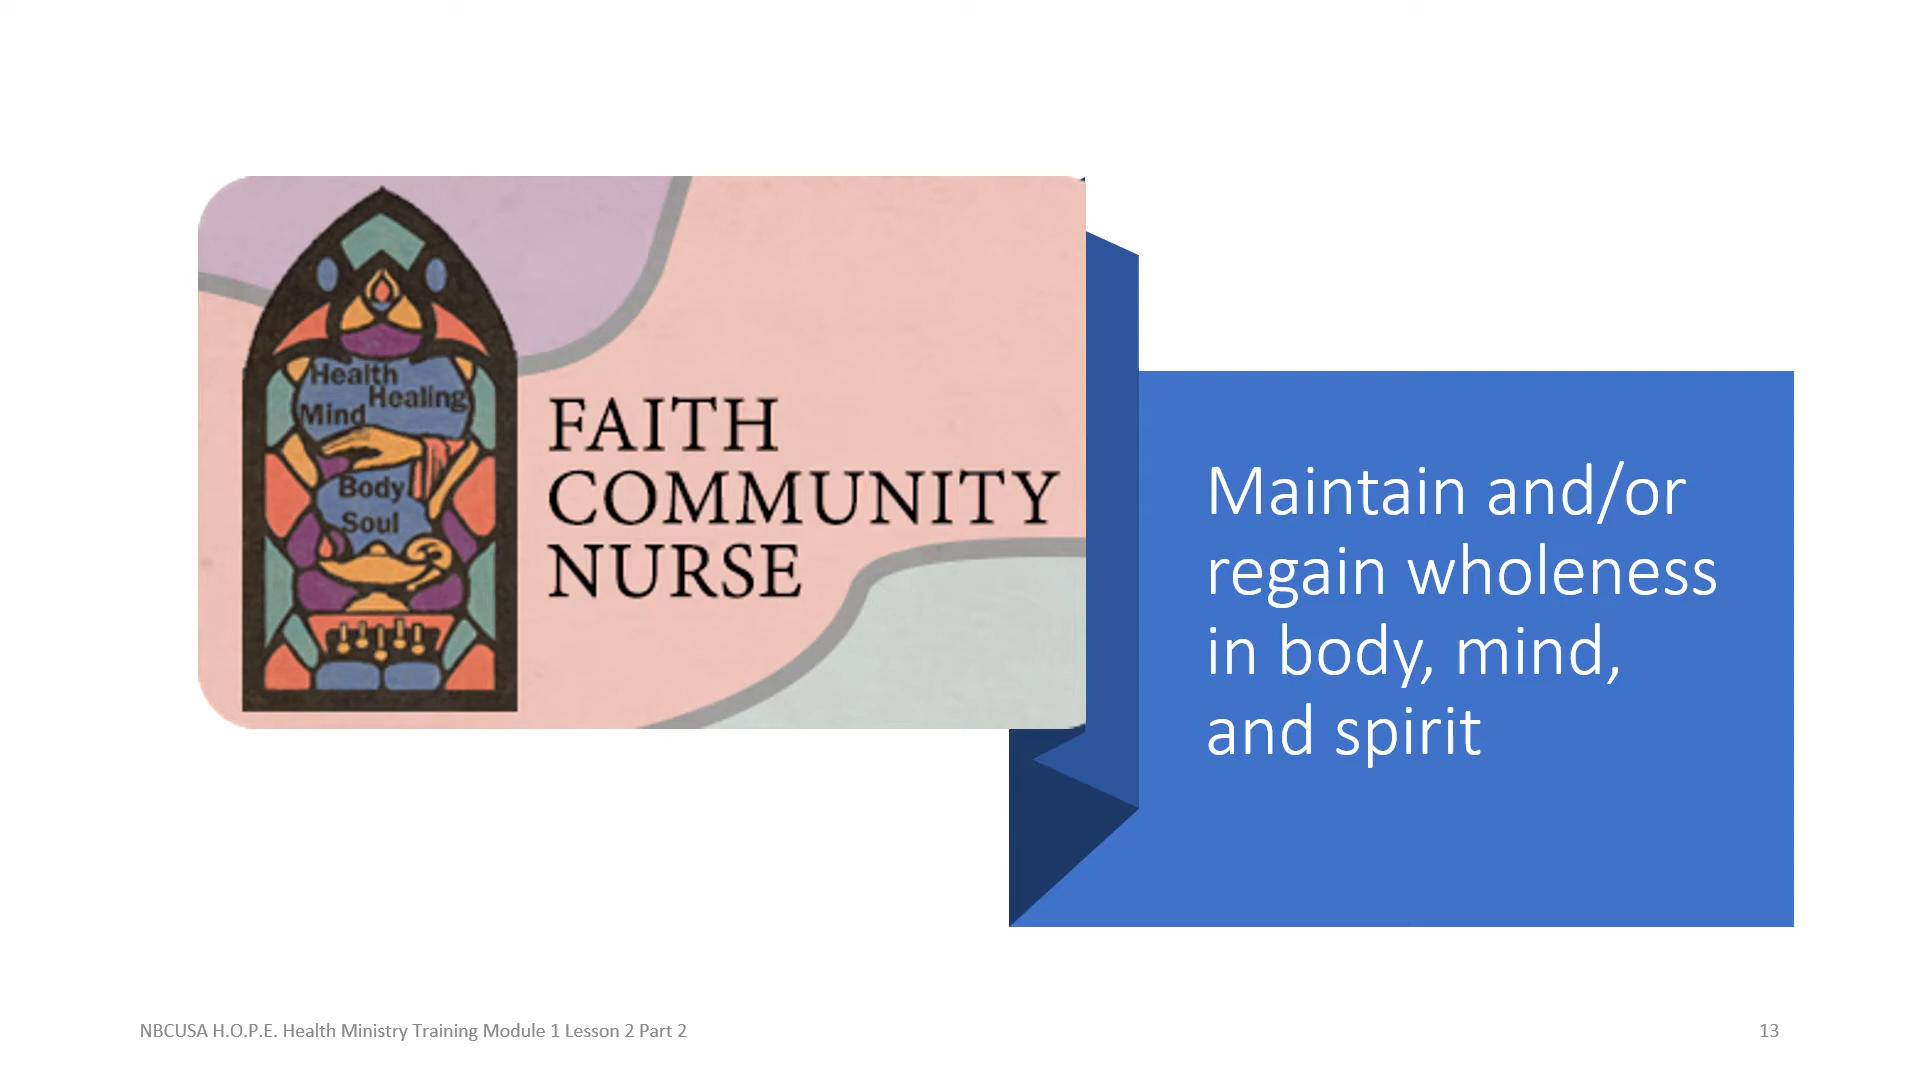 Health
Healing
Mind
Body
Soul
FAITH
COMMUNITY
NURSE
Maintain and/or
regain wholeness
in body, mind,
and spirit
NBCUSA H.O.P.E. Health Ministry Training Module 1 Lesson 2 Part 2
13